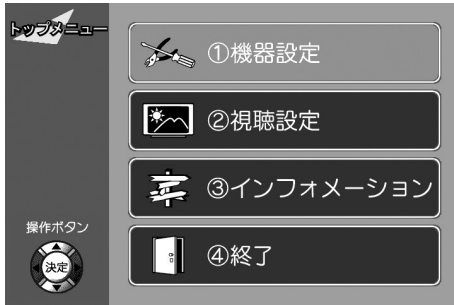 トップメニュー
①機器設定
②視聴設定
③インフォメーション
④終了
操作ボタン
決定